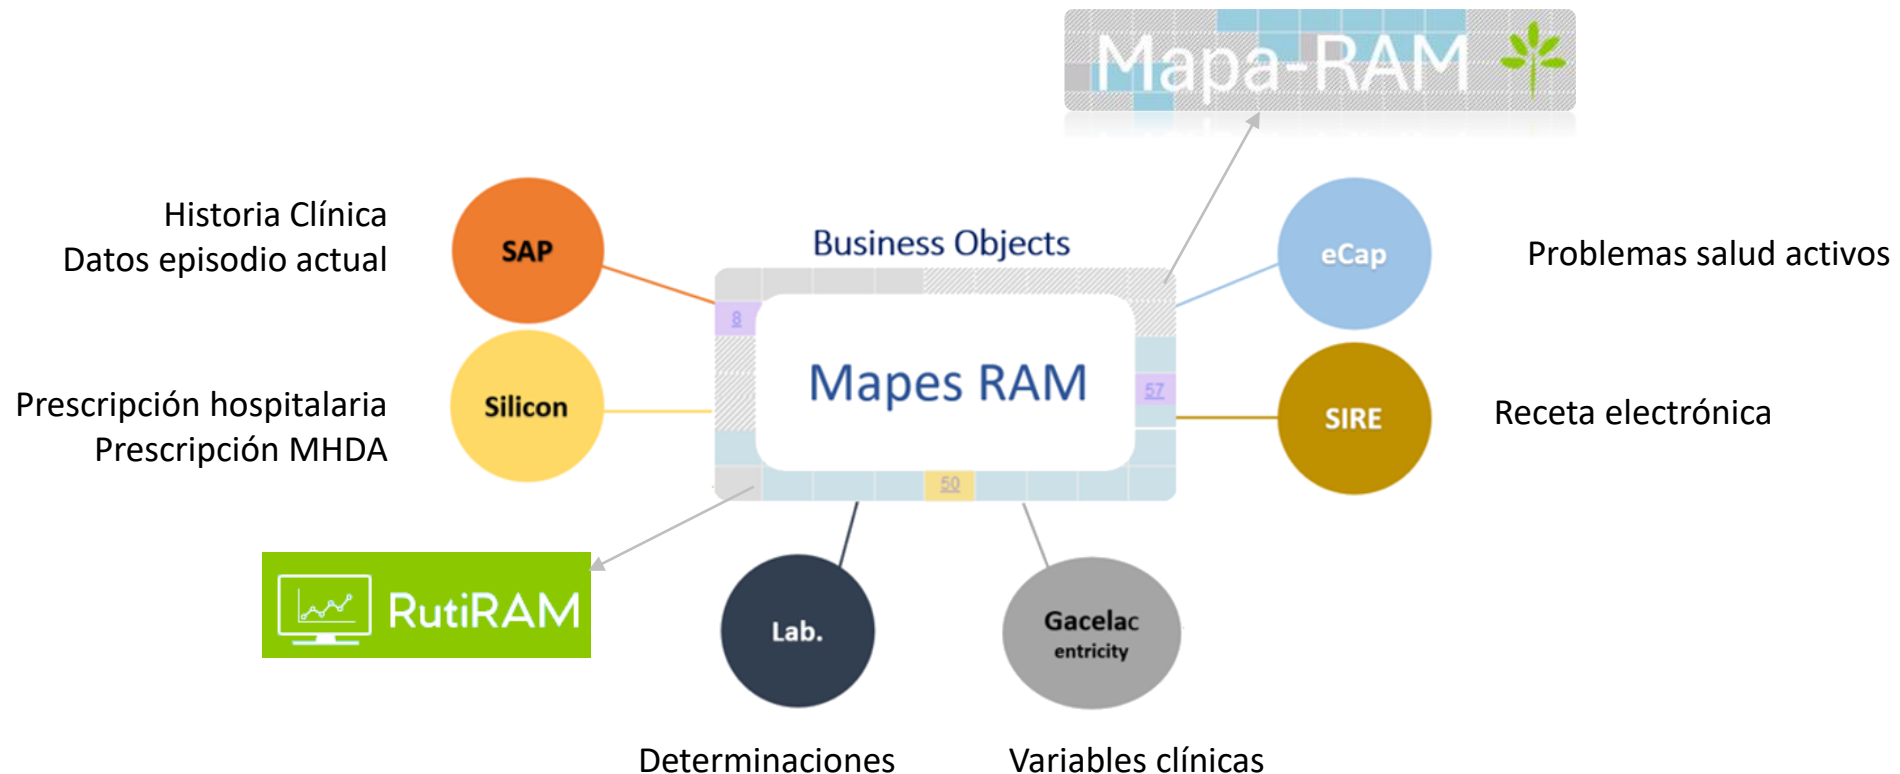 Mapa-RAM
Historia Clínica
Datos episodio actual
SAP
Business Objects
eCap
Problemas salud activos
8
Mapes RAM
57
Prescripción hospitalaria
Prescripción MHDA
Silicon
SIRE
Receta electrónica
50
RutiRAM
Lab.
Gacelac
entricity
Determinaciones
Variables clínicas